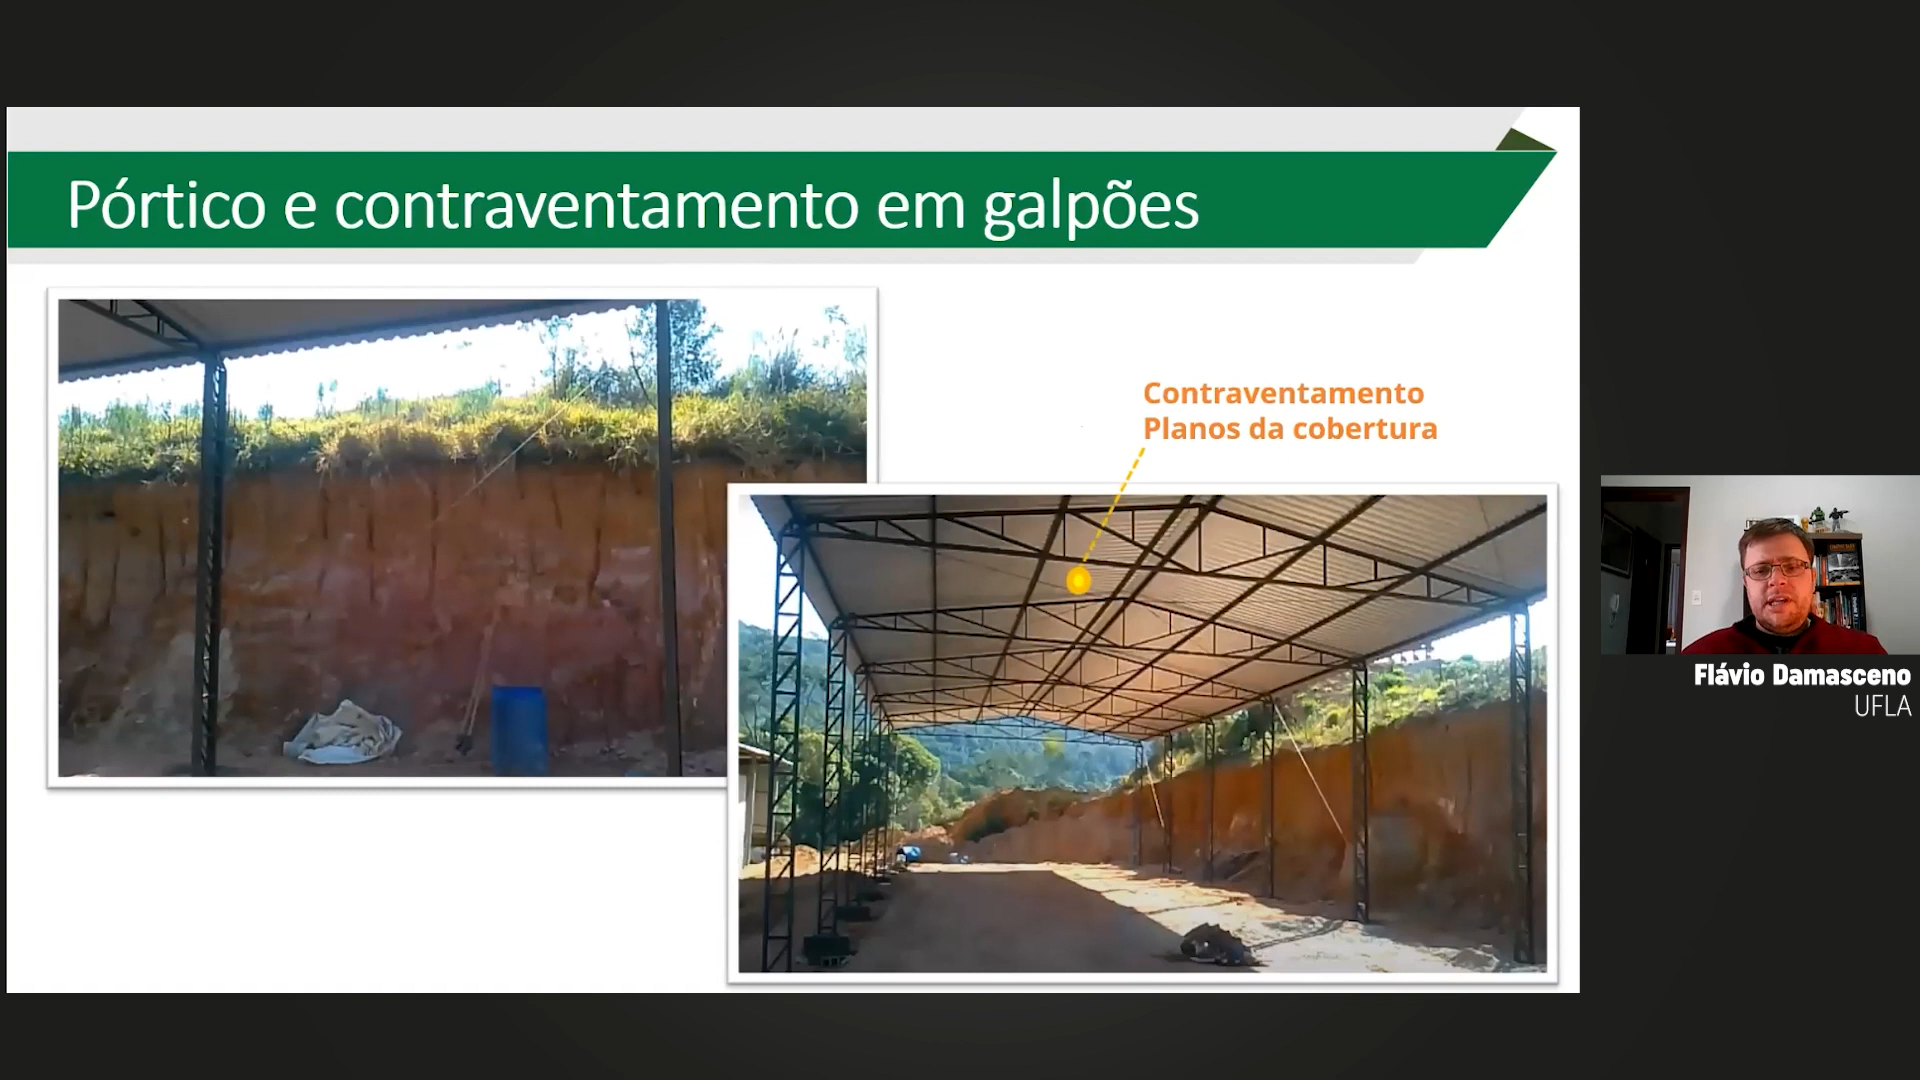 Pórtico e contraventamento em galpões
Contraventamento
Planos da cobertura
Flávio Damasceno
UFLA